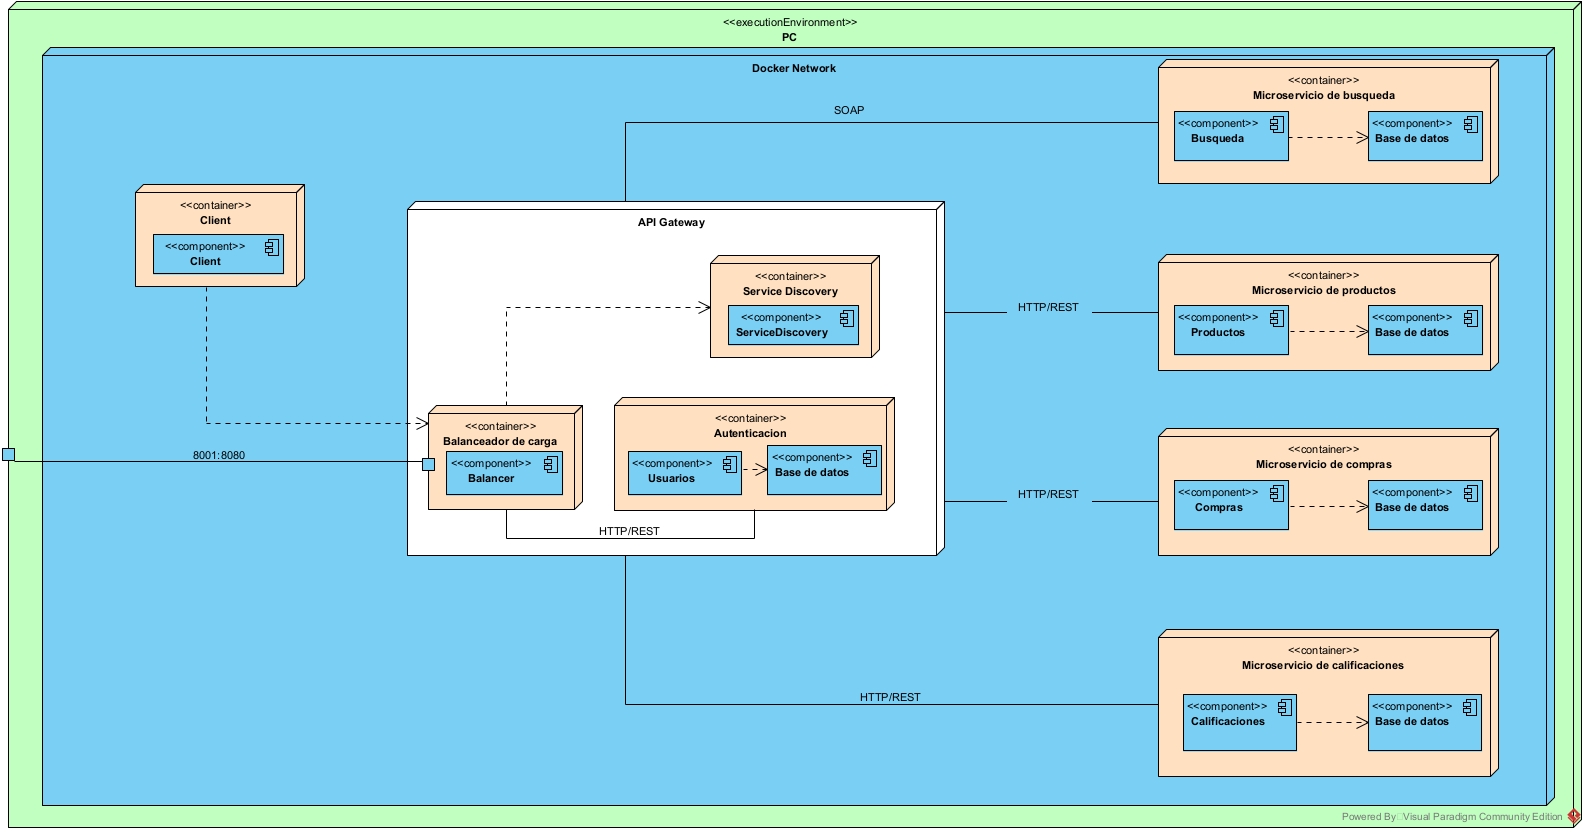 <<executionEnvironment>>
PC
Docker Network
<<container>>
Microservicio de busqueda
<<component>>
Busqueda
<<component>>
Base de datos
SOAP
<<container>>
Client
<<component>>
Client
API Gateway
<<container>>
Service Discovery
<<component>>
ServiceDiscovery
HTTP/REST
<<container>>
Microservicio de productos
<<component>>
Productos
<<component>>
Base de datos
<<container>>
Balanceador de carga
<<component>>
Balancer
<<container>>
Autenticacion
<<component>>
Usuarios
<<component>>
Base de datos
8001:8080
HTTP/REST
HTTP/REST
<<container>>
Microservicio de compras
<<component>>
Compras
<<component>>
Base de datos
HTTP/REST
<<container>>
Microservicio de calificaciones
<<component>>
Calificaciones
<<component>>
Base de datos
Powered By Visual Paradigm Community Edition